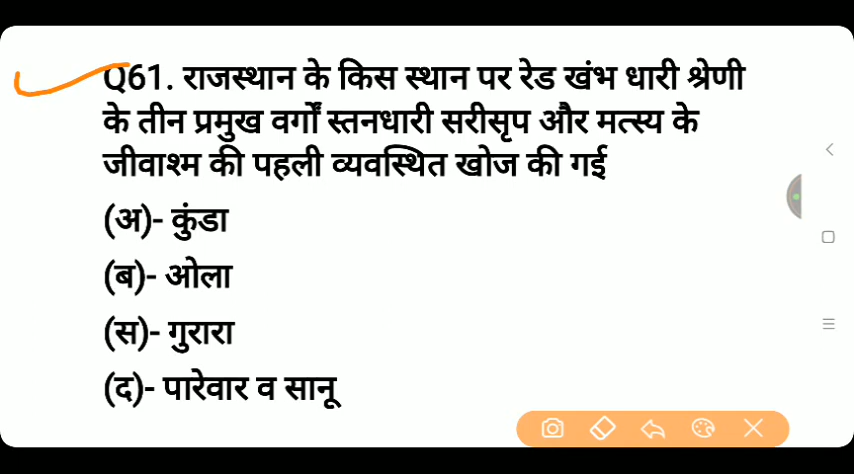 Q61. राजस्थान के किस स्थान पर रेड खंभ धारी श्रेणी
के तीन प्रमुख वर्गों स्तनधारी सरीसृप और मत्स्य के
जीवाश्म की पहली व्यवस्थित खोज की गई
(अ)- कुंडा
(ब)- ओला
(स)- गुरारा
(द)- पारेवार व सानू